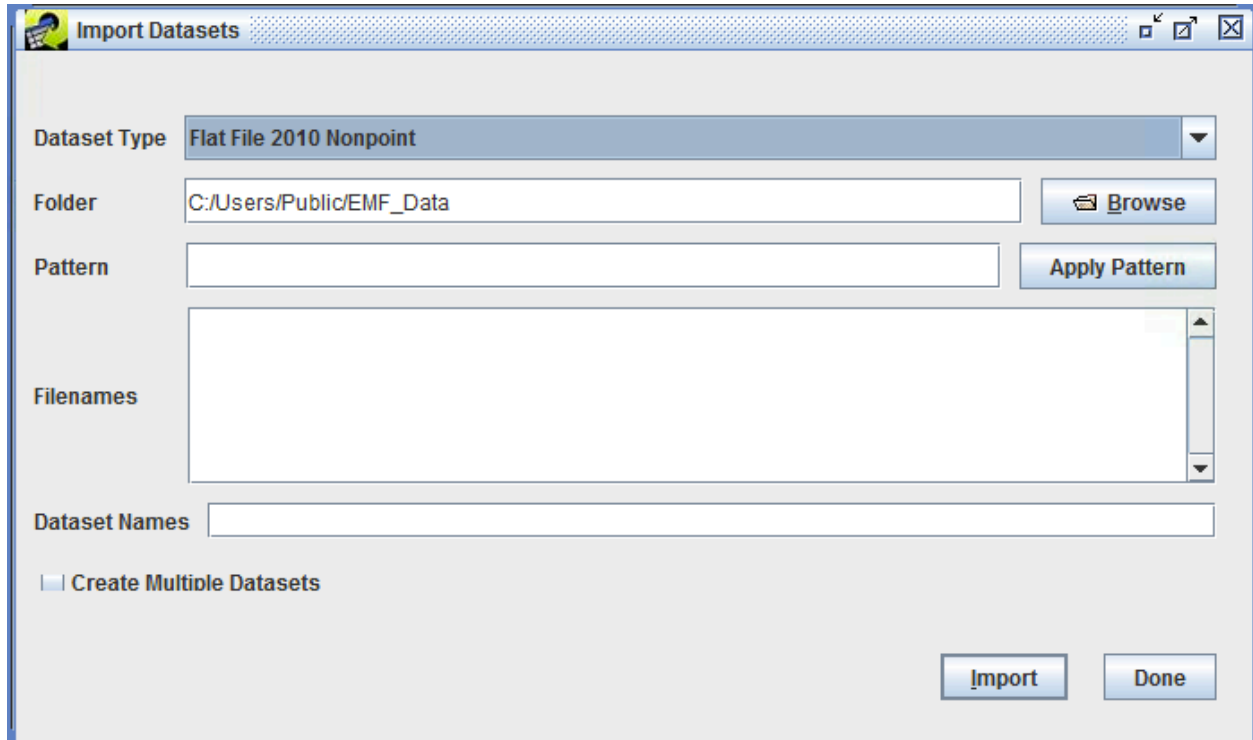 Import Datasets
Dataset Type Flat File 2010 Nonpoint
Folder C:/Users/Public/EMF_Data Browse
Pattern Apply Pattern
Filenames
Dataset Names
Create Multiple Datasets
Import Done